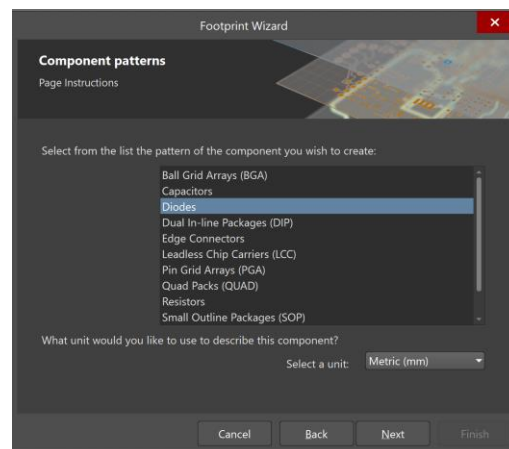 Footprint Wizard
Component patterns
Page Instructions
Select from the list the pattern of the component you wish to create:
Ball Grid Arrays (BGA)
Capacitors
Diodes
Dual In-line Packages (DIP)
Edge Connectors
Leadless Chip Carriers (LCC)
Pin Grid Arrays (PGA)
Quad Packs (QUAD)
Resistors
Small Outline Packages (SOP)
What unit would you like to use to describe this component?
Select a unit: Metric (mm)
Cancel Back Next Finish